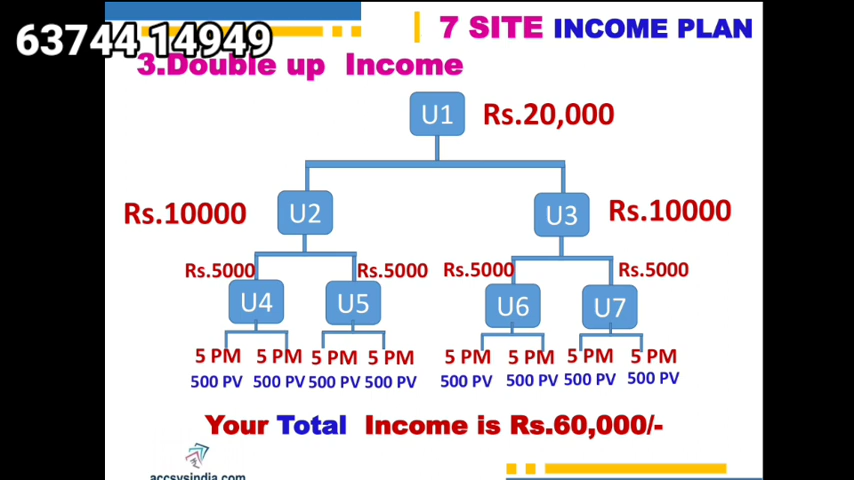 63744 14949
7 SITE INCOME PLAN
3.Double up Income
U1 Rs.20,000
Rs.10000 U2 U3 Rs.10000
Rs.5000 Rs.5000 Rs.5000 Rs.5000
U4 U5 U6 U7
5 PM 5 PM 5 PM 5 PM 5 PM 5 PM 5 PM 5 PM
500 PV 500 PV 500 PV 500 PV 500 PV 500 PV 500 PV 500 PV
Your Total Income is Rs.60,000/-
accsysindia.com